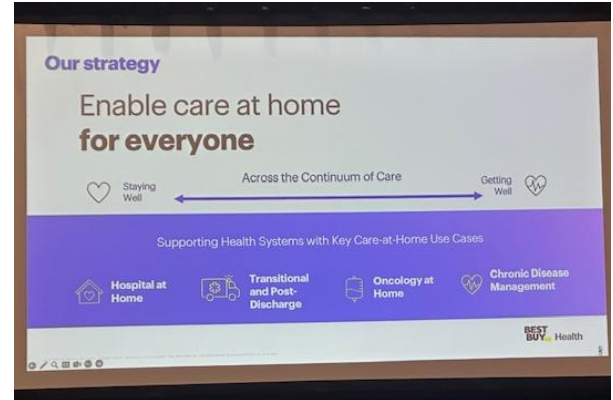 Our strategy
Enable care at home
for everyone
Staying
Well
Across the Continuum of Care
Getting
Well
Supporting Health Systems with Key Care-at-Home Use Cases
Hospital at
Home
Transitional
and Post-
Discharge
Oncology at
Home
Chronic Disease
Management
BEST
BUY Health